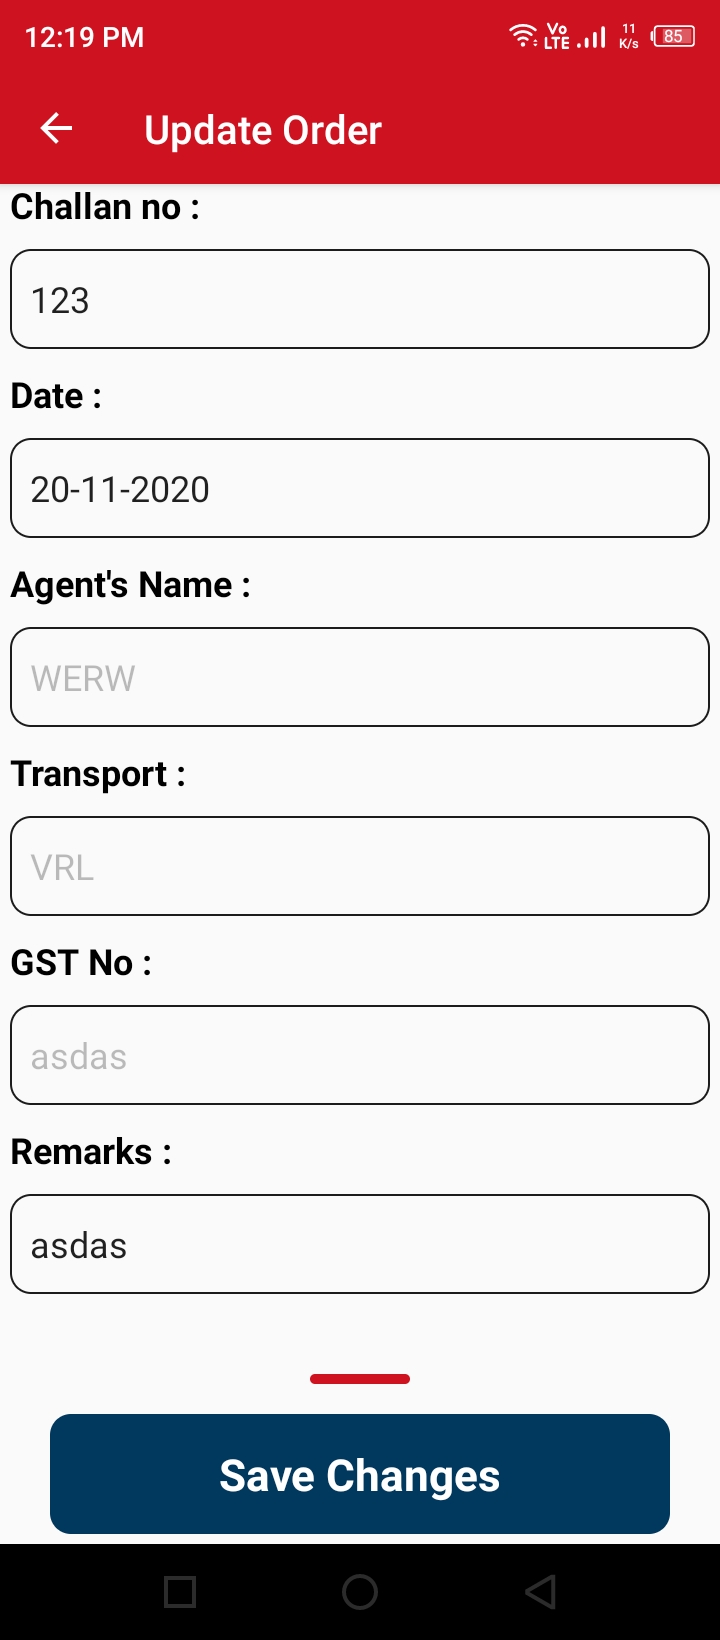 12:19 PM
Vo
LTE
11
K/s
85
Update Order
Challan no :
123
Date :
20-11-2020
Agent's Name :
WERW
Transport :
VRL
GST No :
asdas
Remarks :
asdas
Save Changes